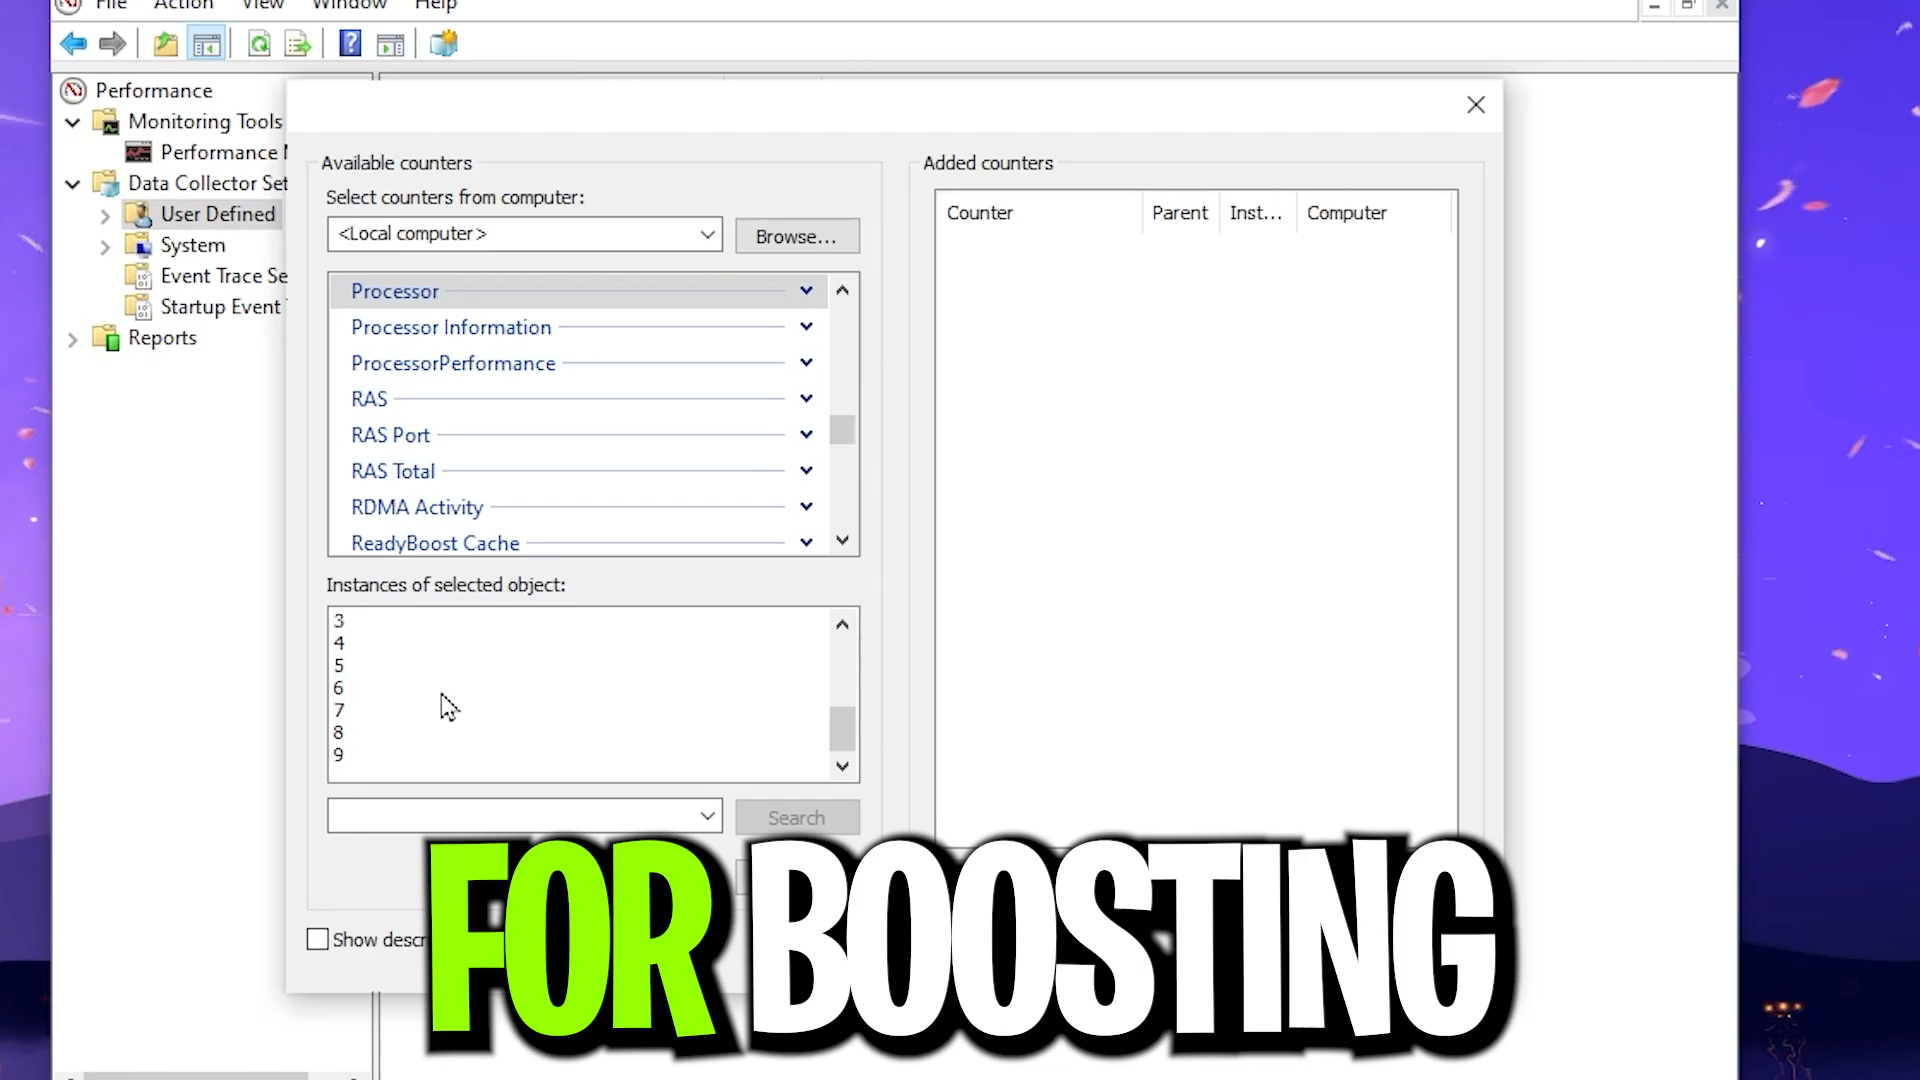 File Action View Window Help
Performance
Monitoring Tools
Performance
Data Collector Set
User Defined
System
Event Trace Se
Startup Event
Reports
Available counters
Select counters from computer:
<Local computer>
Browse...
Processor
Processor Information
ProcessorPerformance
RAS
RAS Port
RAS Total
RDMA Activity
ReadyBoost Cache
Instances of selected object:
3
4
5
6
7
8
9
Search
Show descr
Added counters
Counter Parent Inst... Computer
FOR BOOSTING